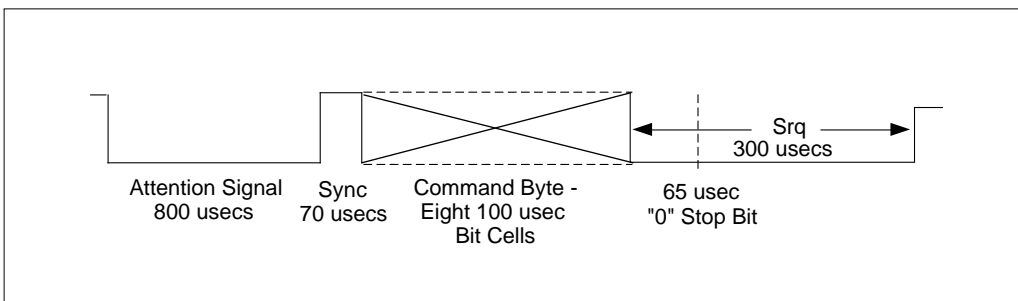 Srq
300 usecs
Attention Signal
800 usecs
Sync
70 usecs
Command Byte -
Eight 100 usec
Bit Cells
65 usec
"0" Stop Bit